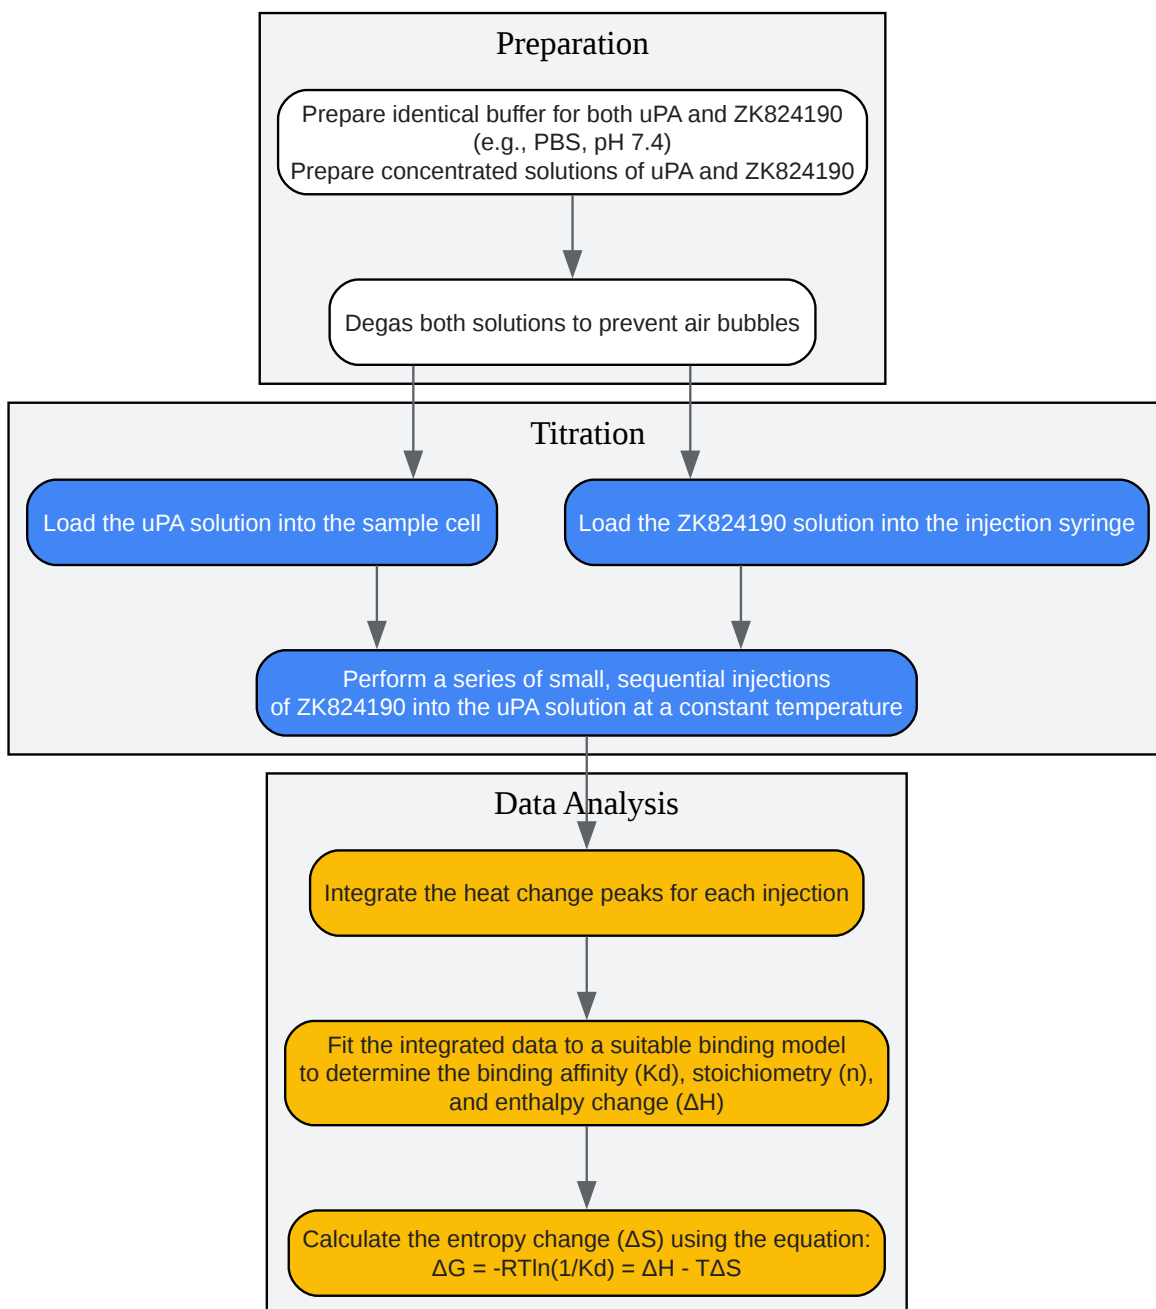 Preparation
Prepare identical buffer for both uPA and ZK824190
(e.g., PBS, pH 7.4)
Prepare concentrated solutions of uPA and ZK824190
Degas both solutions to prevent air bubbles
Titration
Load the uPA solution into the sample cell
Load the ZK824190 solution into the injection syringe
Perform a series of small, sequential injections
of ZK824190 into the uPA solution at a constant temperature
Data Analysis
Integrate the heat change peaks for each injection
Fit the integrated data to a suitable binding model
to determine the binding affinity (Kd), stoichiometry (n),
and enthalpy change (ΔH)
Calculate the entropy change (ΔS) using the equation:
ΔG = -RTln(1/Kd) = ΔH - TΔS